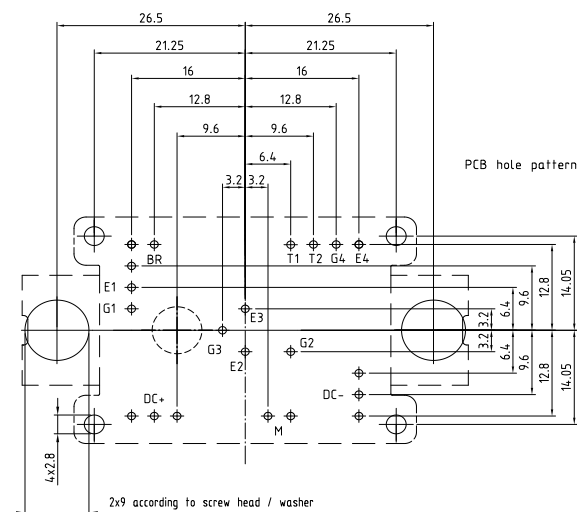 26.5 26.5
21.25 21.25
16 16
12.8 12.8
9.6 9.6
6.4
PCB hole pattern
3.2 3.2
BR T1 T2 G4 E4
E1
G1
E3
G3 G2
E2
3.2 6.4 9.6 12.8 14.05
3.2 6.4 9.6 12.8 14.05
DC+ DC-
M
4x2.8
2x9 according to screw head / washer